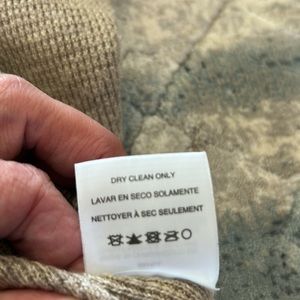 DRY CLEAN ONLY
LAVAR EN SECO SOLAMENTE
NETTOYER À SEC SEULEMENT